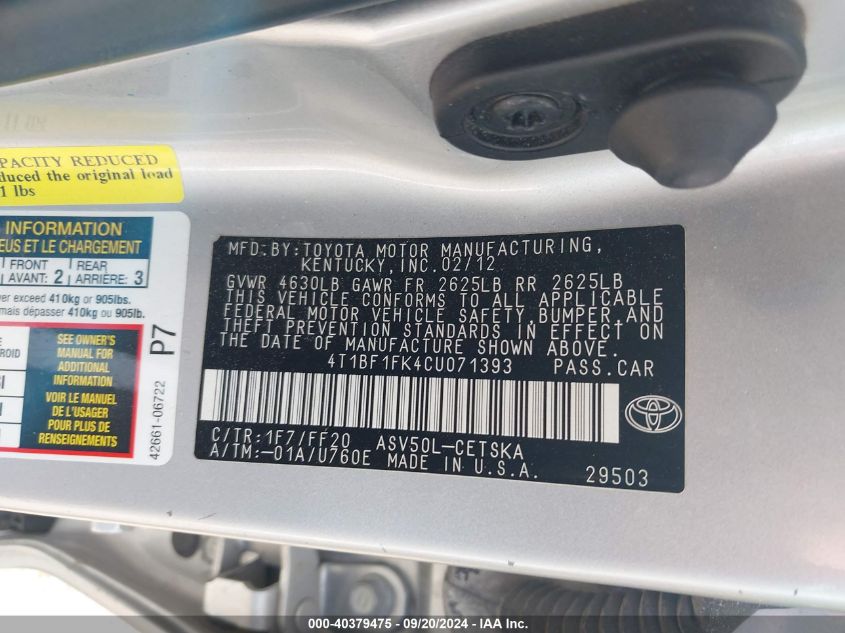 PACITY REDUCED
duced the original load
1 lbs
INFORMATION
EUS ET LE CHARGEMENT
FRONT
AVANT: 2
REAR
ARRIÈRE: 3
er exceed 410kg or 905lbs.
mais dépasser 410kg ou 905lb.
SEE OWNER'S
MANUAL FOR
ADDITIONAL
INFORMATION
VOIR LE MANUEL
DE L'USAGER
POUR PLUS DE
RENSEIGNEMENTS
P7
42661-06722
MFD.BY:TOYOTA MOTOR MANUFACTURING,
KENTUCKY,INC.02/12
GVWR 4630LB GAWR FR 2625LB RR 2625LB
THIS VEHICLE CONFORMS TO ALL APPLICABLE
FEDERAL MOTOR VEHICLE SAFETY,BUMPER,AND
THEFT PREVENTION STANDARDS IN EFFECT ON
THE DATE OF MANUFACTURE SHOWN ABOVE.
4T1BF1FK4CU071393 PASS.CAR
C/TR:1F7/FF20 ASV50L-CETSKA
A/TM:-01A/U760E MADE IN U.S.A.
29503
000-40379475 - 09/20/2024 - IAA Inc.